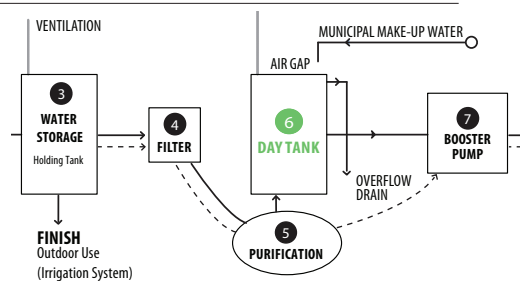 VENTILATION
MUNICIPAL MAKE-UP WATER
AIR GAP
3
WATER
STORAGE
Holding Tank
4
FILTER
6
DAY TANK
7
BOOSTER
PUMP
OVERFLOW
DRAIN
5
PURIFICATION
FINISH
Outdoor Use
(Irrigation System)